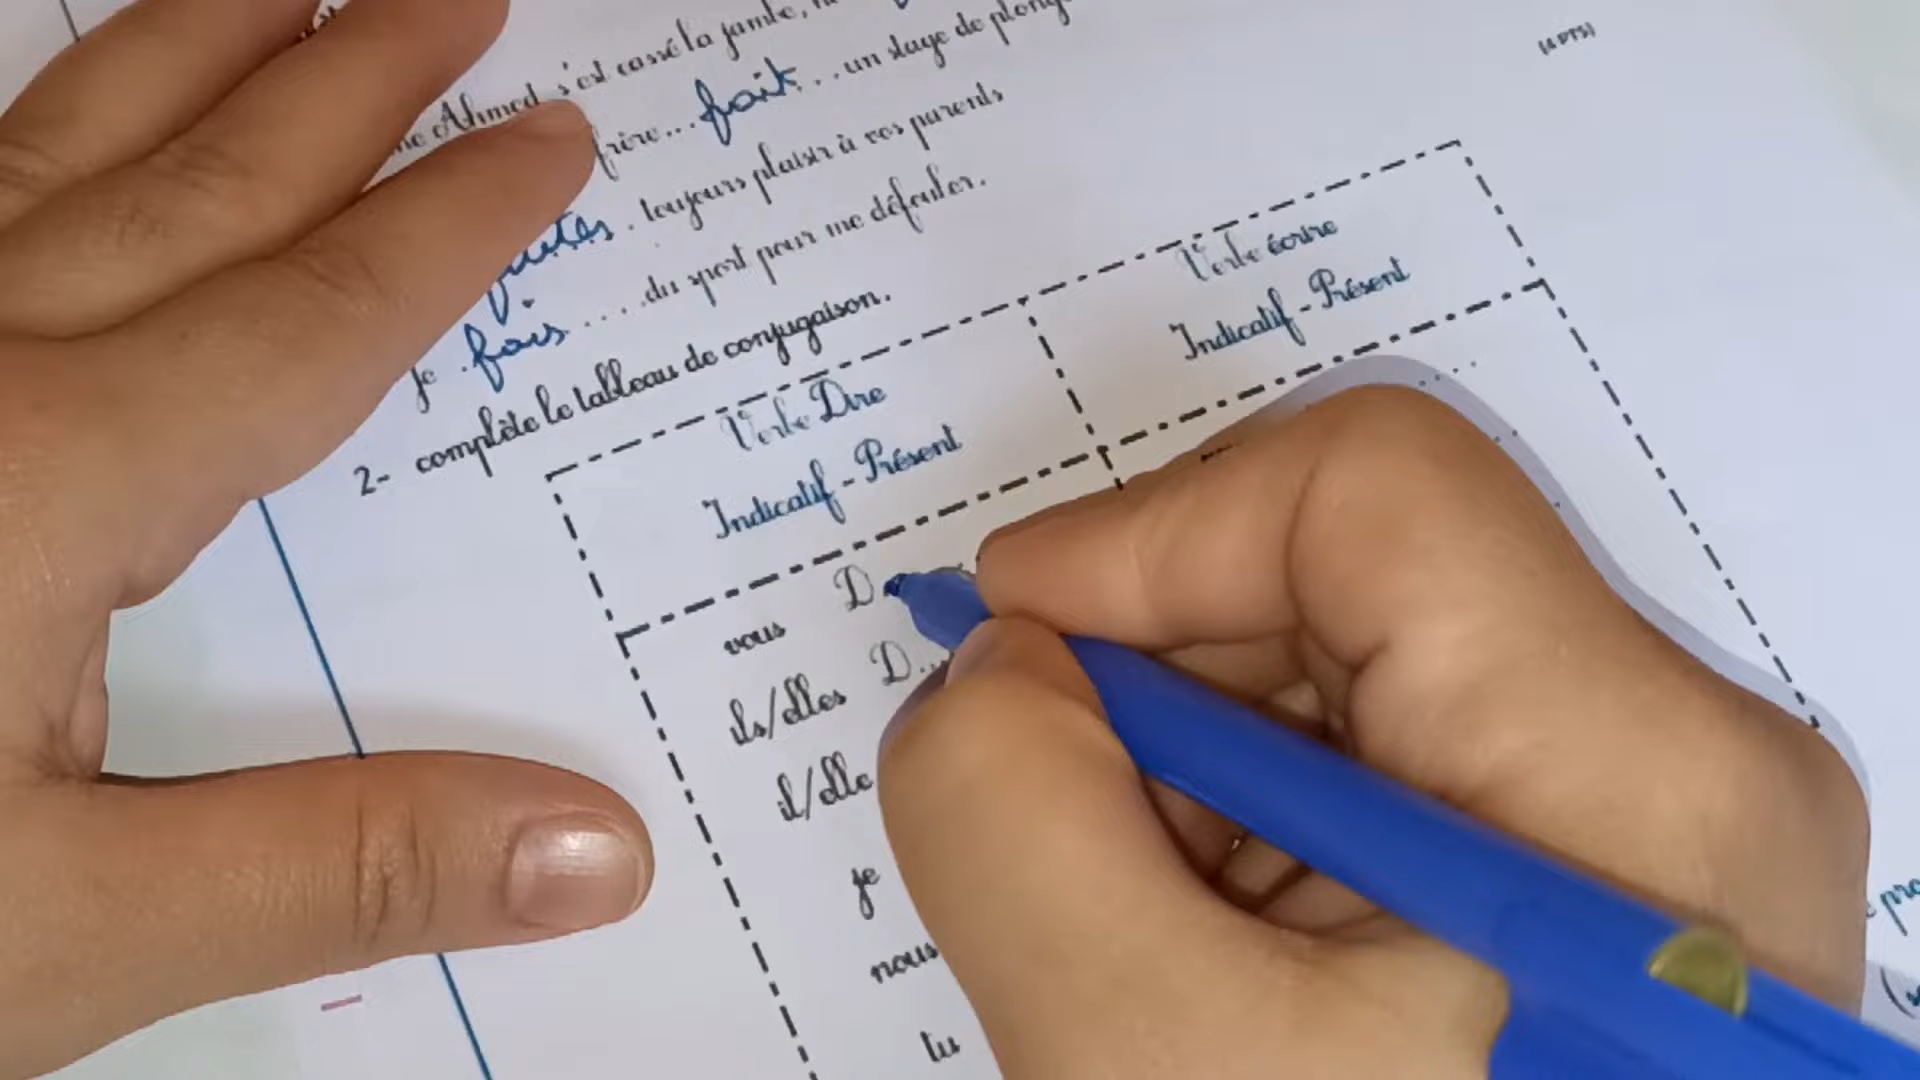 Ahmed s'est cassé la jambe,
frère... fait... un stage de
faites. toujours plaisir à vos parents
je . fais ..... du sport pour me défouler.
2- complète le tableau de conjugaison.
(4 PTS)
Verbe Dire
Indicatif - Présent
Verbe écrire
Indicatif - Présent
vous D
ils/elles D...
il/elle
je
nous
tu